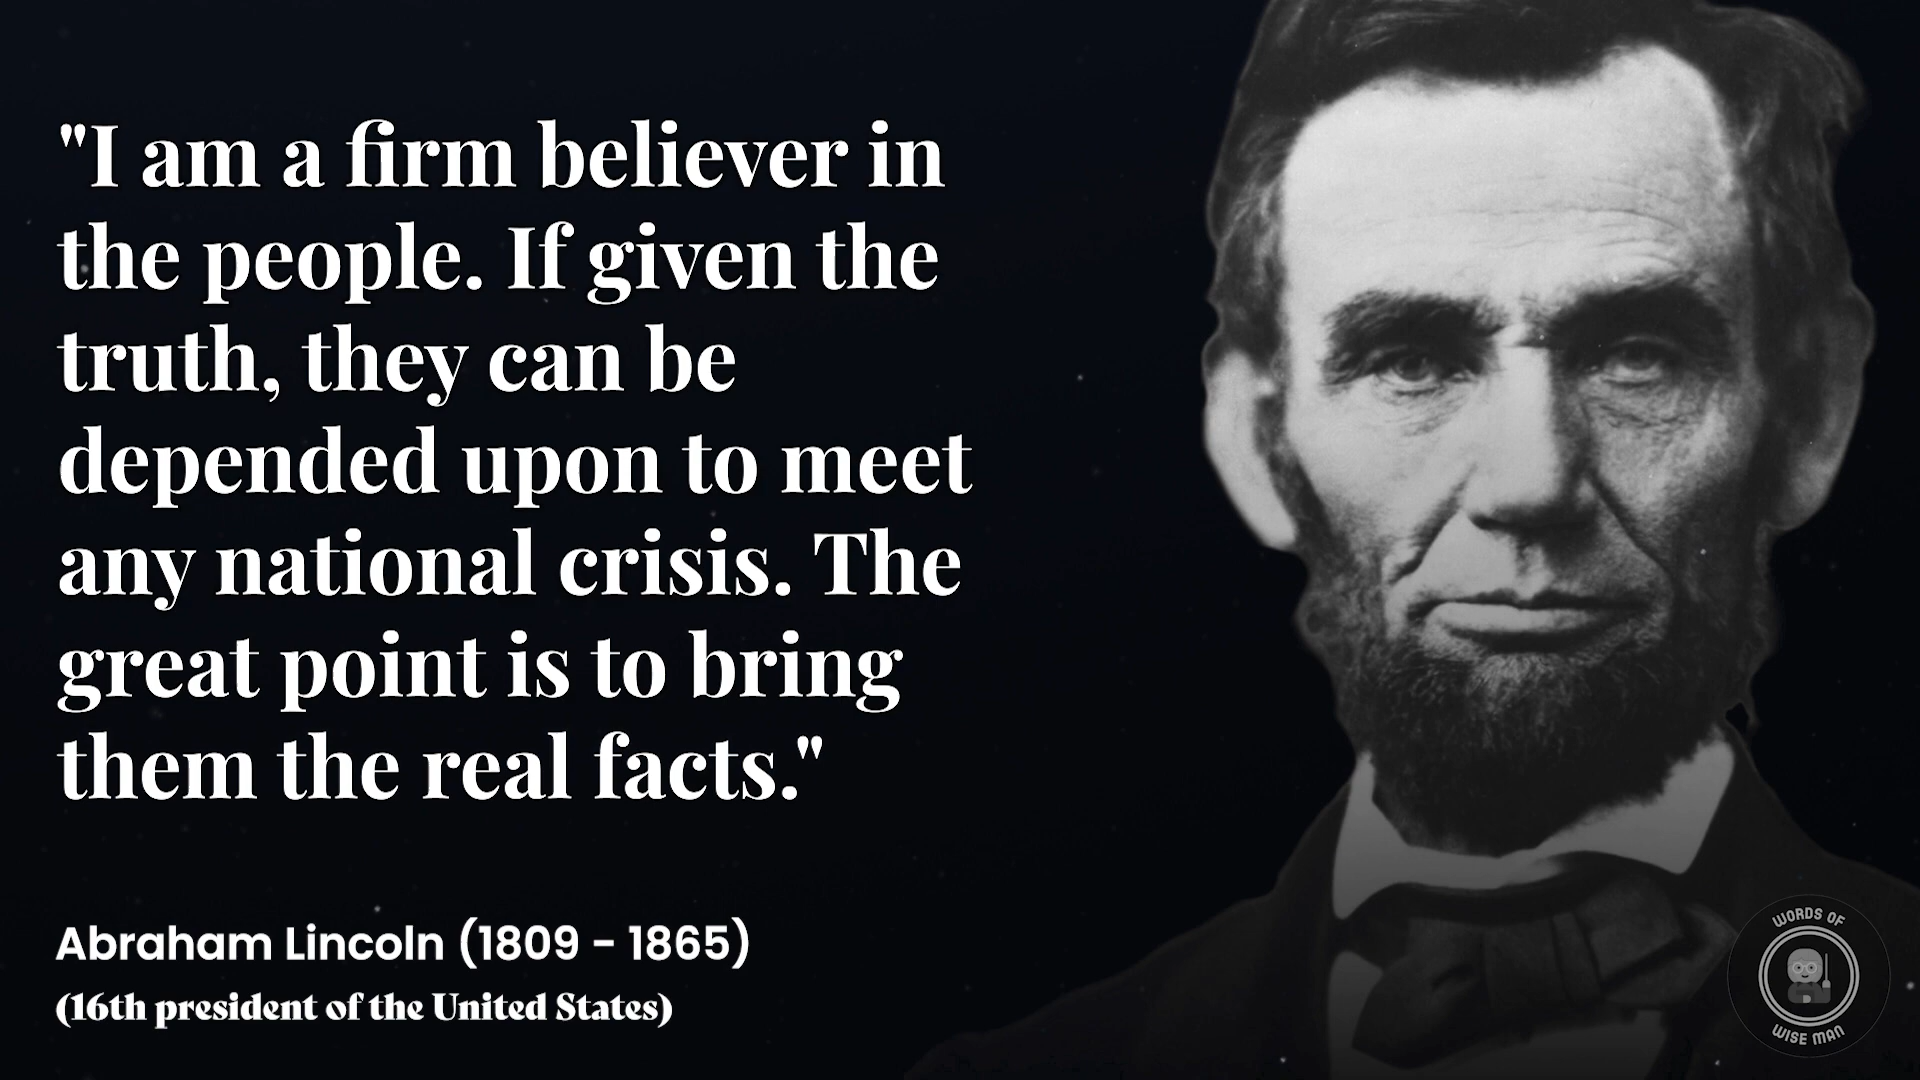 "I am a firm believer in
the people. If given the
truth, they can be
depended upon to meet
any national crisis. The
great point is to bring
them the real facts."
Abraham Lincoln (1809 - 1865)
(16th president of the United States)
WORDS OF
WISE MAN